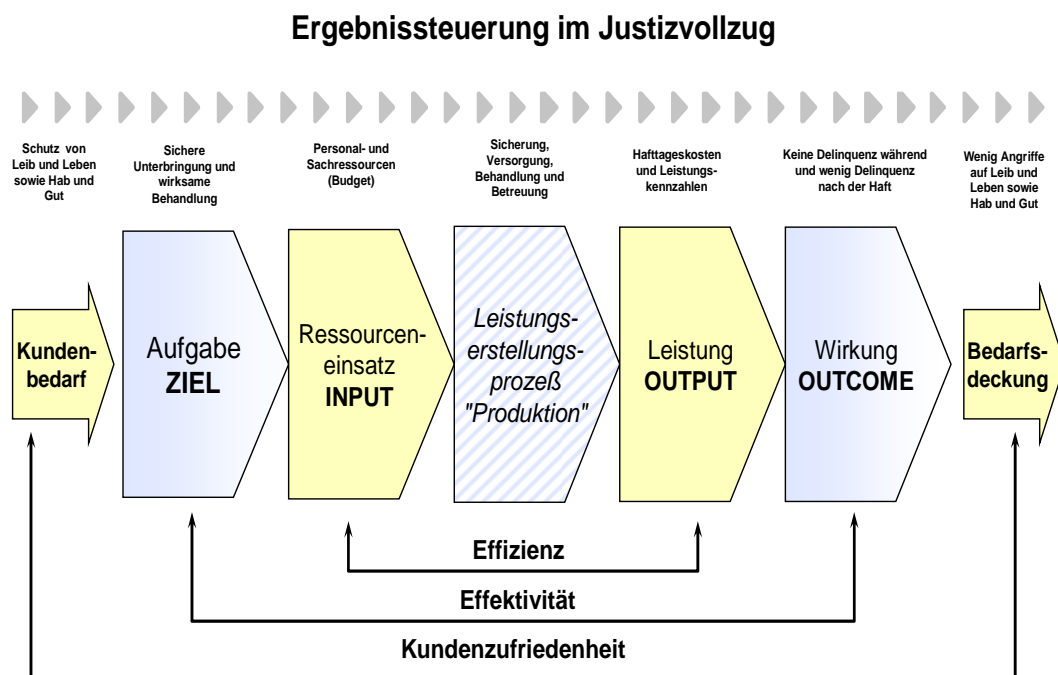 Ergebnissteuerung im Justizvollzug
Schutz von
Leib und Leben
sowie Hab und
Gut
Sichere
Unterbringung und
wirksame
Behandlung
Personal- und
Sachressourcen
(Budget)
Sicherung,
Versorgung,
Behandlung und
Betreuung
Hafttageskosten
und Leistungs-
kennzahlen
Keine Delinquenz während
und wenig Delinquenz
nach der Haft
Wenig Angriffe
auf Leib und
Leben sowie
Hab und Gut
Kunden-
bedarf
Aufgabe
ZIEL
Ressourcen-
einsatz
INPUT
Leistungs-
erstellungs-
prozeß
"Produktion"
Leistung
OUTPUT
Wirkung
OUTCOME
Bedarfs-
deckung
Effizienz
Effektivität
Kundenzufriedenheit